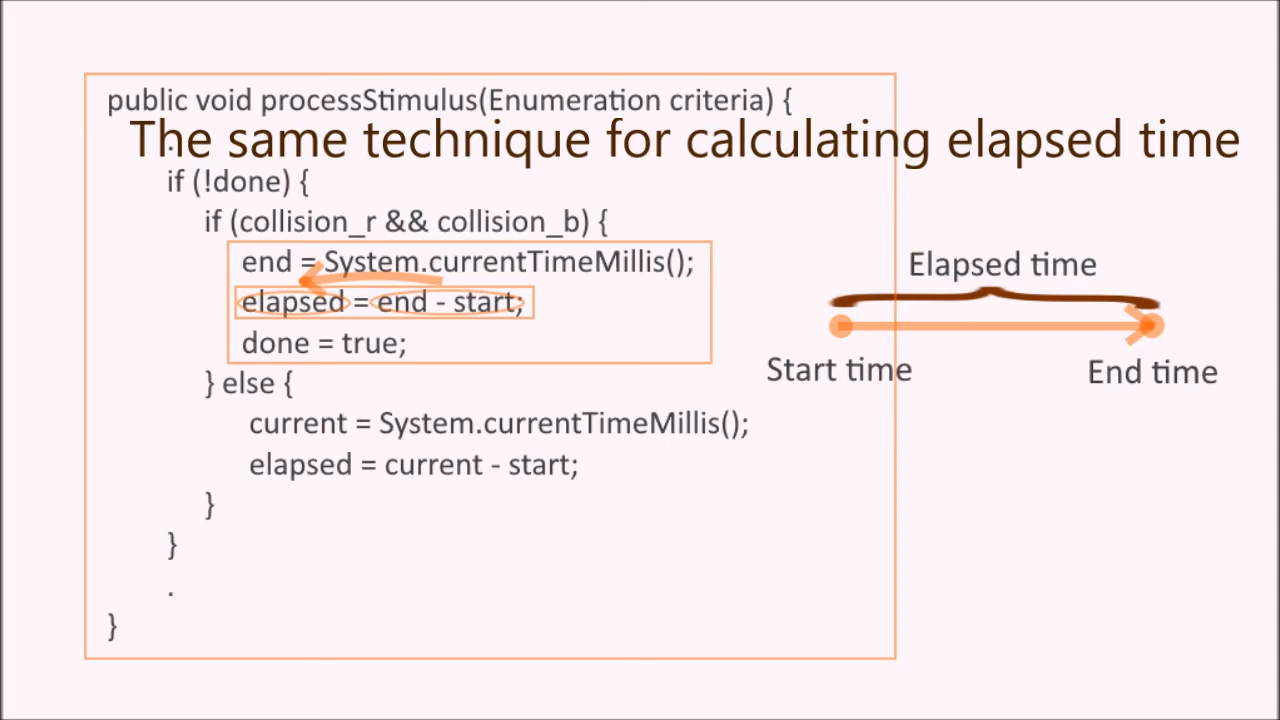 public void processStimulus(Enumeration criteria) {
The same technique for calculating elapsed time
.
if (!done) {
if (collision_r && collision_b) {
end = System.currentTimeMillis();
elapsed = end - start;
done = true;
} else {
current = System.currentTimeMillis();
elapsed = current - start;
}
}
.
}
Elapsed time
Start time
End time